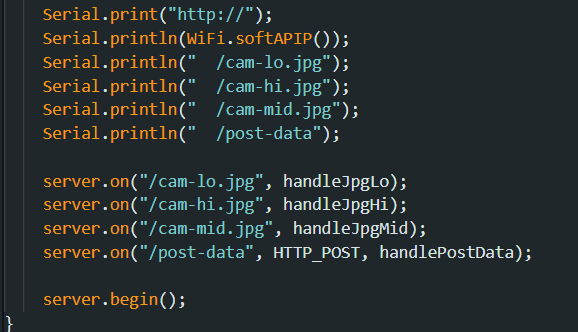 Serial.print("http://");
Serial.println(WiFi.softAPIP());
Serial.println("  /cam-lo.jpg");
Serial.println("  /cam-hi.jpg");
Serial.println("  /cam-mid.jpg");
Serial.println("  /post-data");
server.on("/cam-lo.jpg", handleJpgLo);
server.on("/cam-hi.jpg", handleJpgHi);
server.on("/cam-mid.jpg", handleJpgMid);
server.on("/post-data", HTTP_POST, handlePostData);
server.begin();
}